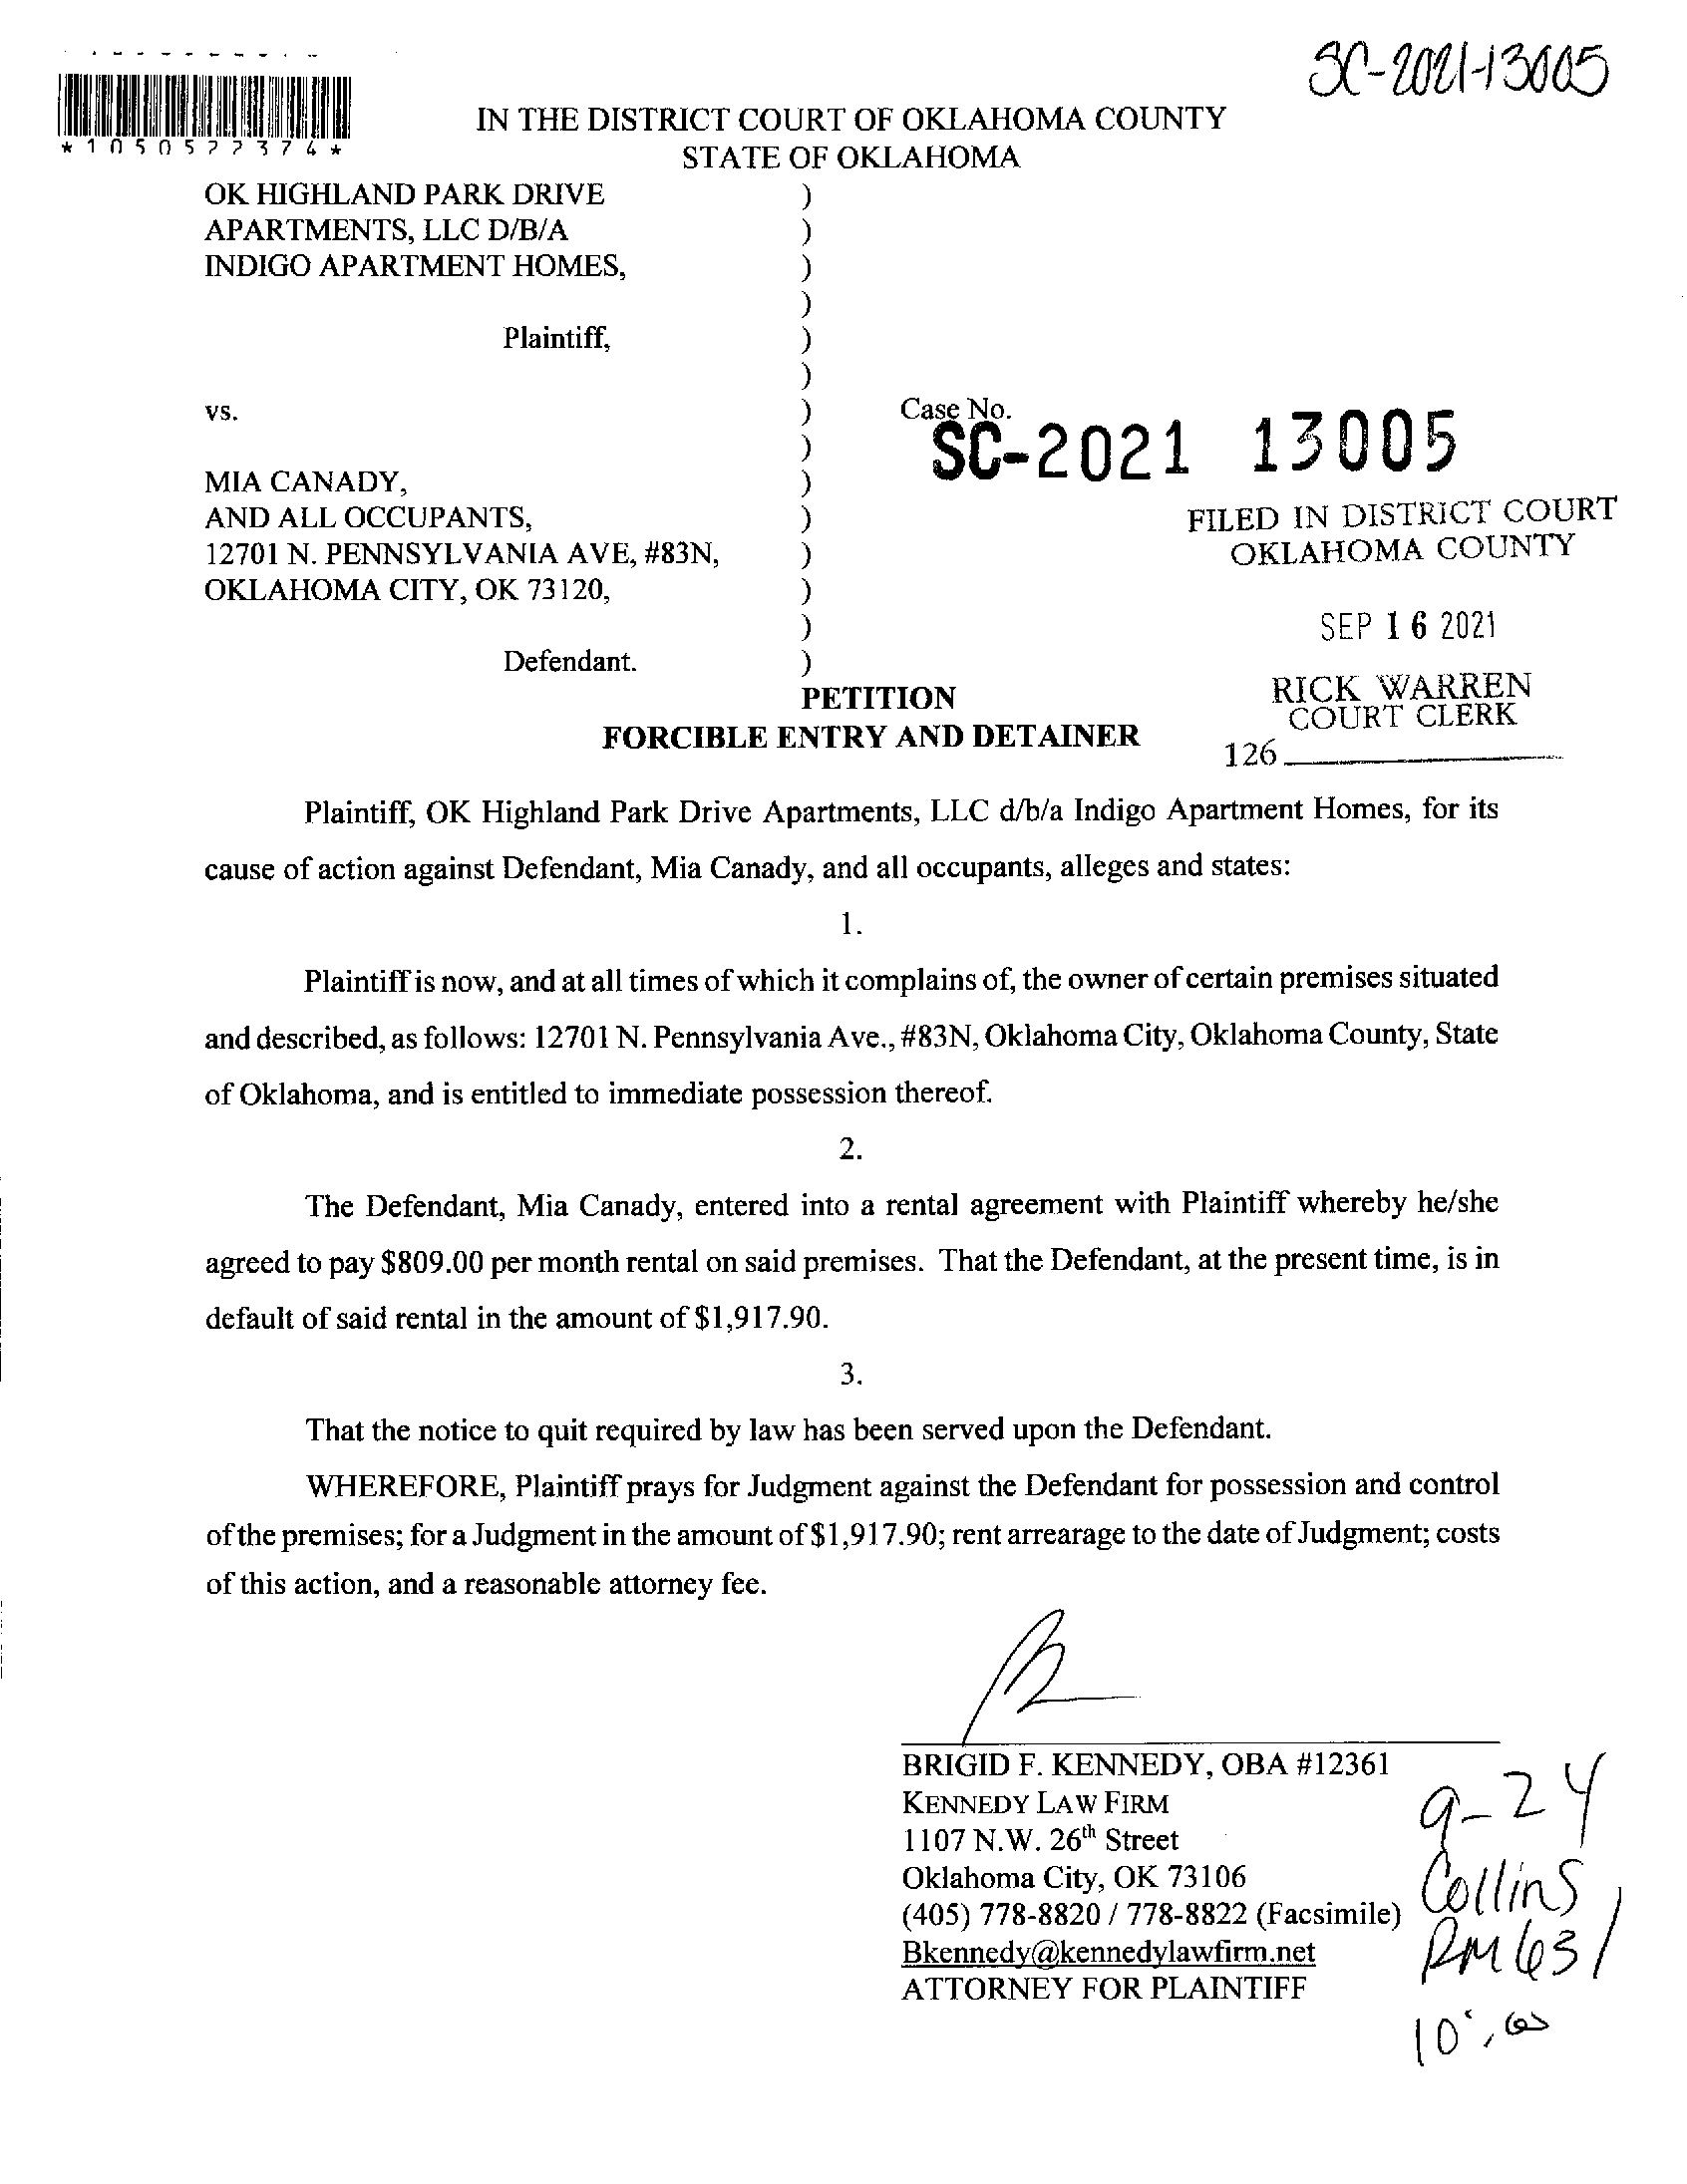 SC-2021-13005
*1050577374*
IN THE DISTRICT COURT OF OKLAHOMA COUNTY
STATE OF OKLAHOMA
OK HIGHLAND PARK DRIVE )
APARTMENTS, LLC D/B/A )
INDIGO APARTMENT HOMES, )
)
Plaintiff, )
)
vs. ) Case No.
) SC-2021 13005
MIA CANADY, )
AND ALL OCCUPANTS, )
12701 N. PENNSYLVANIA AVE, #83N, )
OKLAHOMA CITY, OK 73120, )
)
Defendant. )
FILED IN DISTRICT COURT
OKLAHOMA COUNTY
SEP 16 2021
RICK WARREN
COURT CLERK
126
PETITION
FORCIBLE ENTRY AND DETAINER
Plaintiff, OK Highland Park Drive Apartments, LLC d/b/a Indigo Apartment Homes, for its
cause of action against Defendant, Mia Canady, and all occupants, alleges and states:
1.
Plaintiff is now, and at all times of which it complains of, the owner of certain premises situated
and described, as follows: 12701 N. Pennsylvania Ave., #83N, Oklahoma City, Oklahoma County, State
of Oklahoma, and is entitled to immediate possession thereof.
2.
The Defendant, Mia Canady, entered into a rental agreement with Plaintiff whereby he/she
agreed to pay $809.00 per month rental on said premises. That the Defendant, at the present time, is in
default of said rental in the amount of $1,917.90.
3.
That the notice to quit required by law has been served upon the Defendant.
WHEREFORE, Plaintiff prays for Judgment against the Defendant for possession and control
of the premises; for a Judgment in the amount of $1,917.90; rent arrearage to the date of Judgment; costs
of this action, and a reasonable attorney fee.
BRIGID F. KENNEDY, OBA #12361
KENNEDY LAW FIRM
1107 N.W. 26th Street
Oklahoma City, OK 73106
(405) 778-8820 / 778-8822 (Facsimile)
Bkennedy@kennedylawfirm.net
ATTORNEY FOR PLAINTIFF
9-24
Collins
RM 631